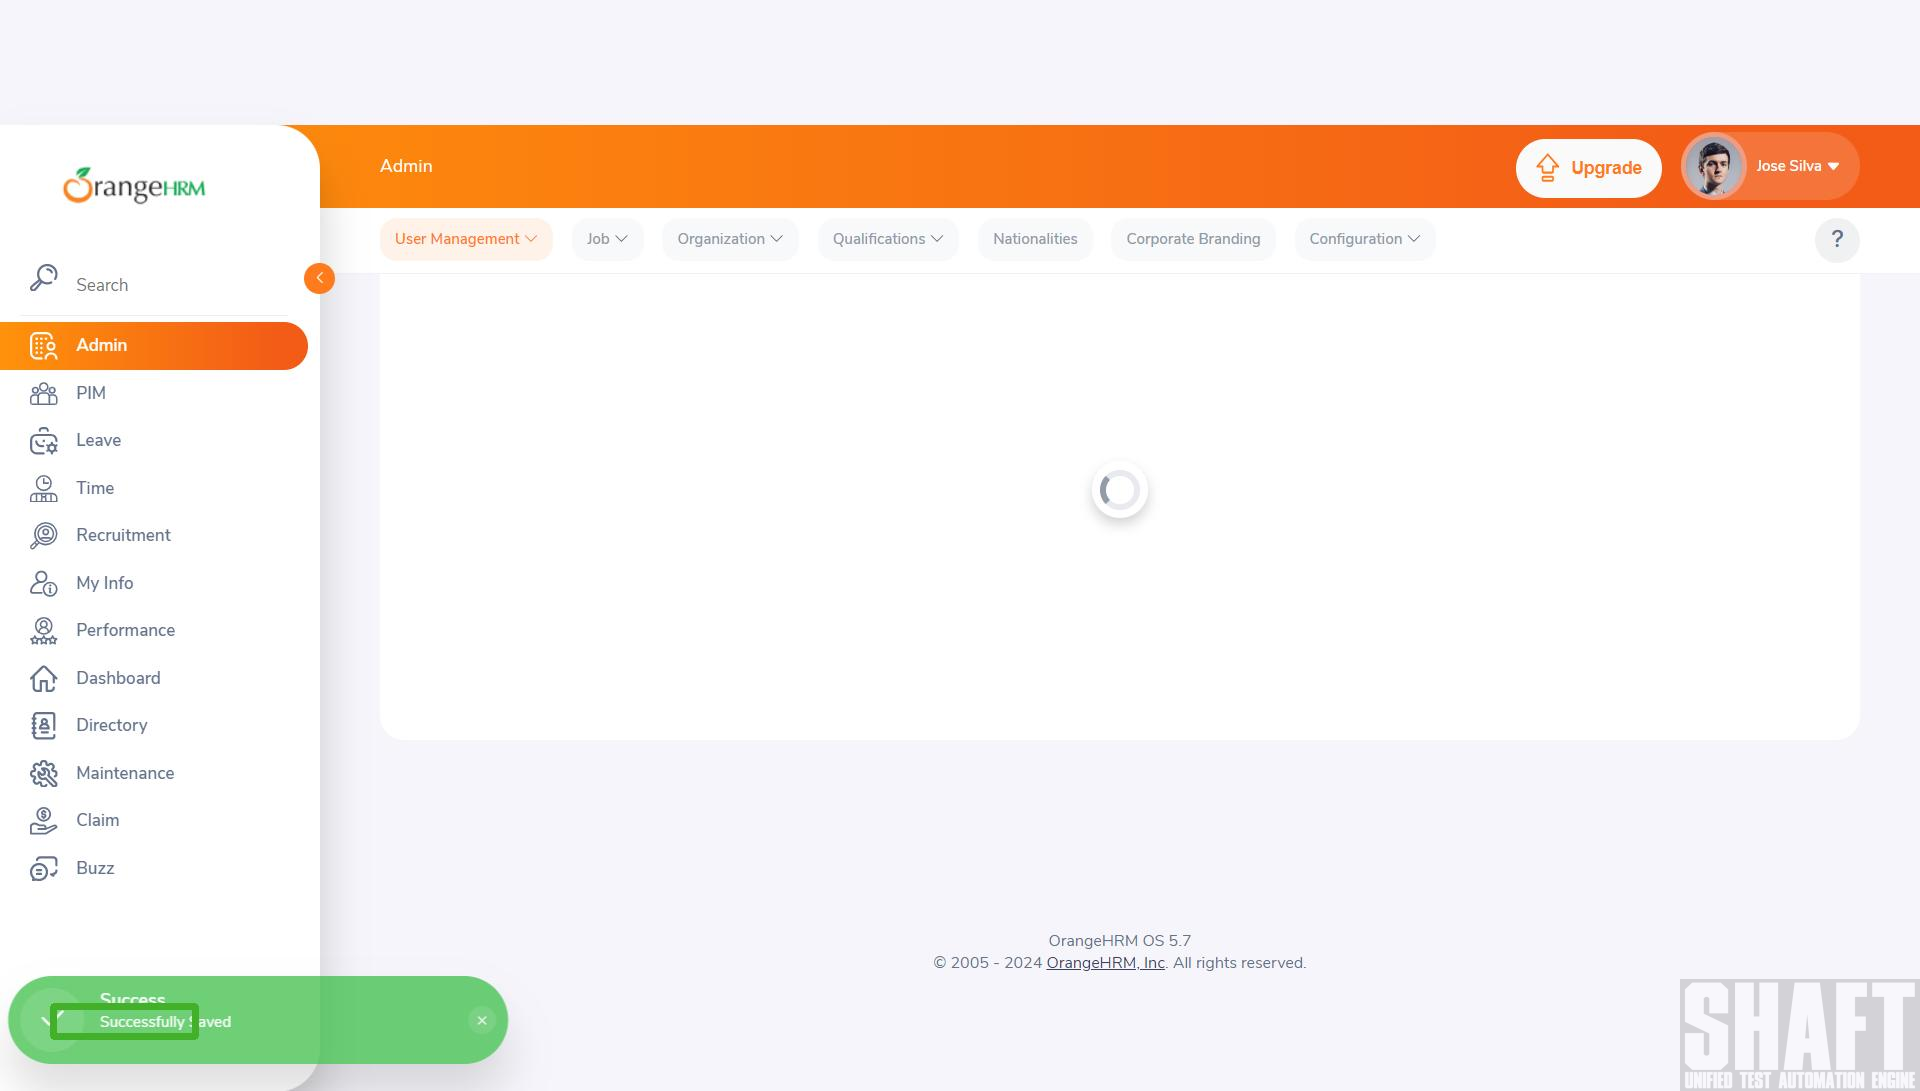 OrangeHRM
Admin
Upgrade
Jose Silva
User Management
Job
Organization
Qualifications
Nationalities
Corporate Branding
Configuration
?
Search
Admin
PIM
Leave
Time
Recruitment
My Info
Performance
Dashboard
Directory
Maintenance
Claim
Buzz
OrangeHRM OS 5.7
© 2005 - 2024 OrangeHRM, Inc. All rights reserved.
Success
Successfully Saved
SHAFT
UNIFIED TEST AUTOMATION ENGINE